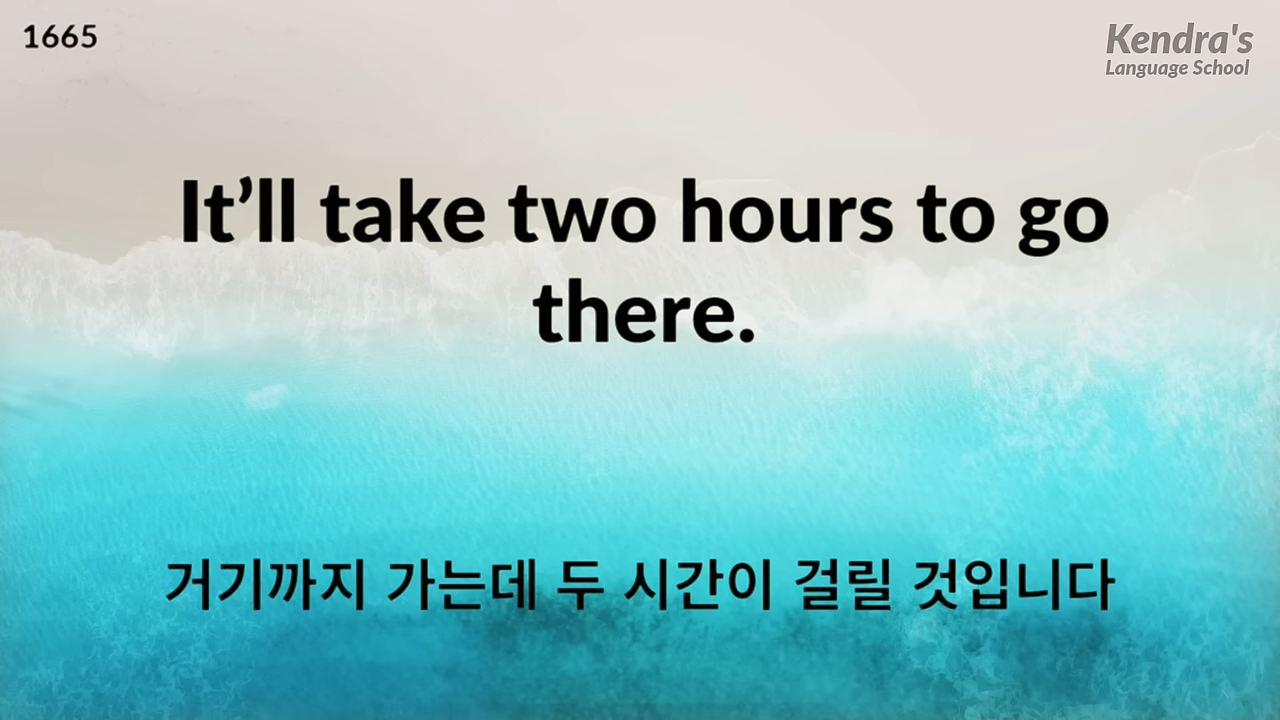 1665
Kendra's
Language School
It’ll take two hours to go
there.
거기까지 가는데 두 시간이 걸릴 것입니다